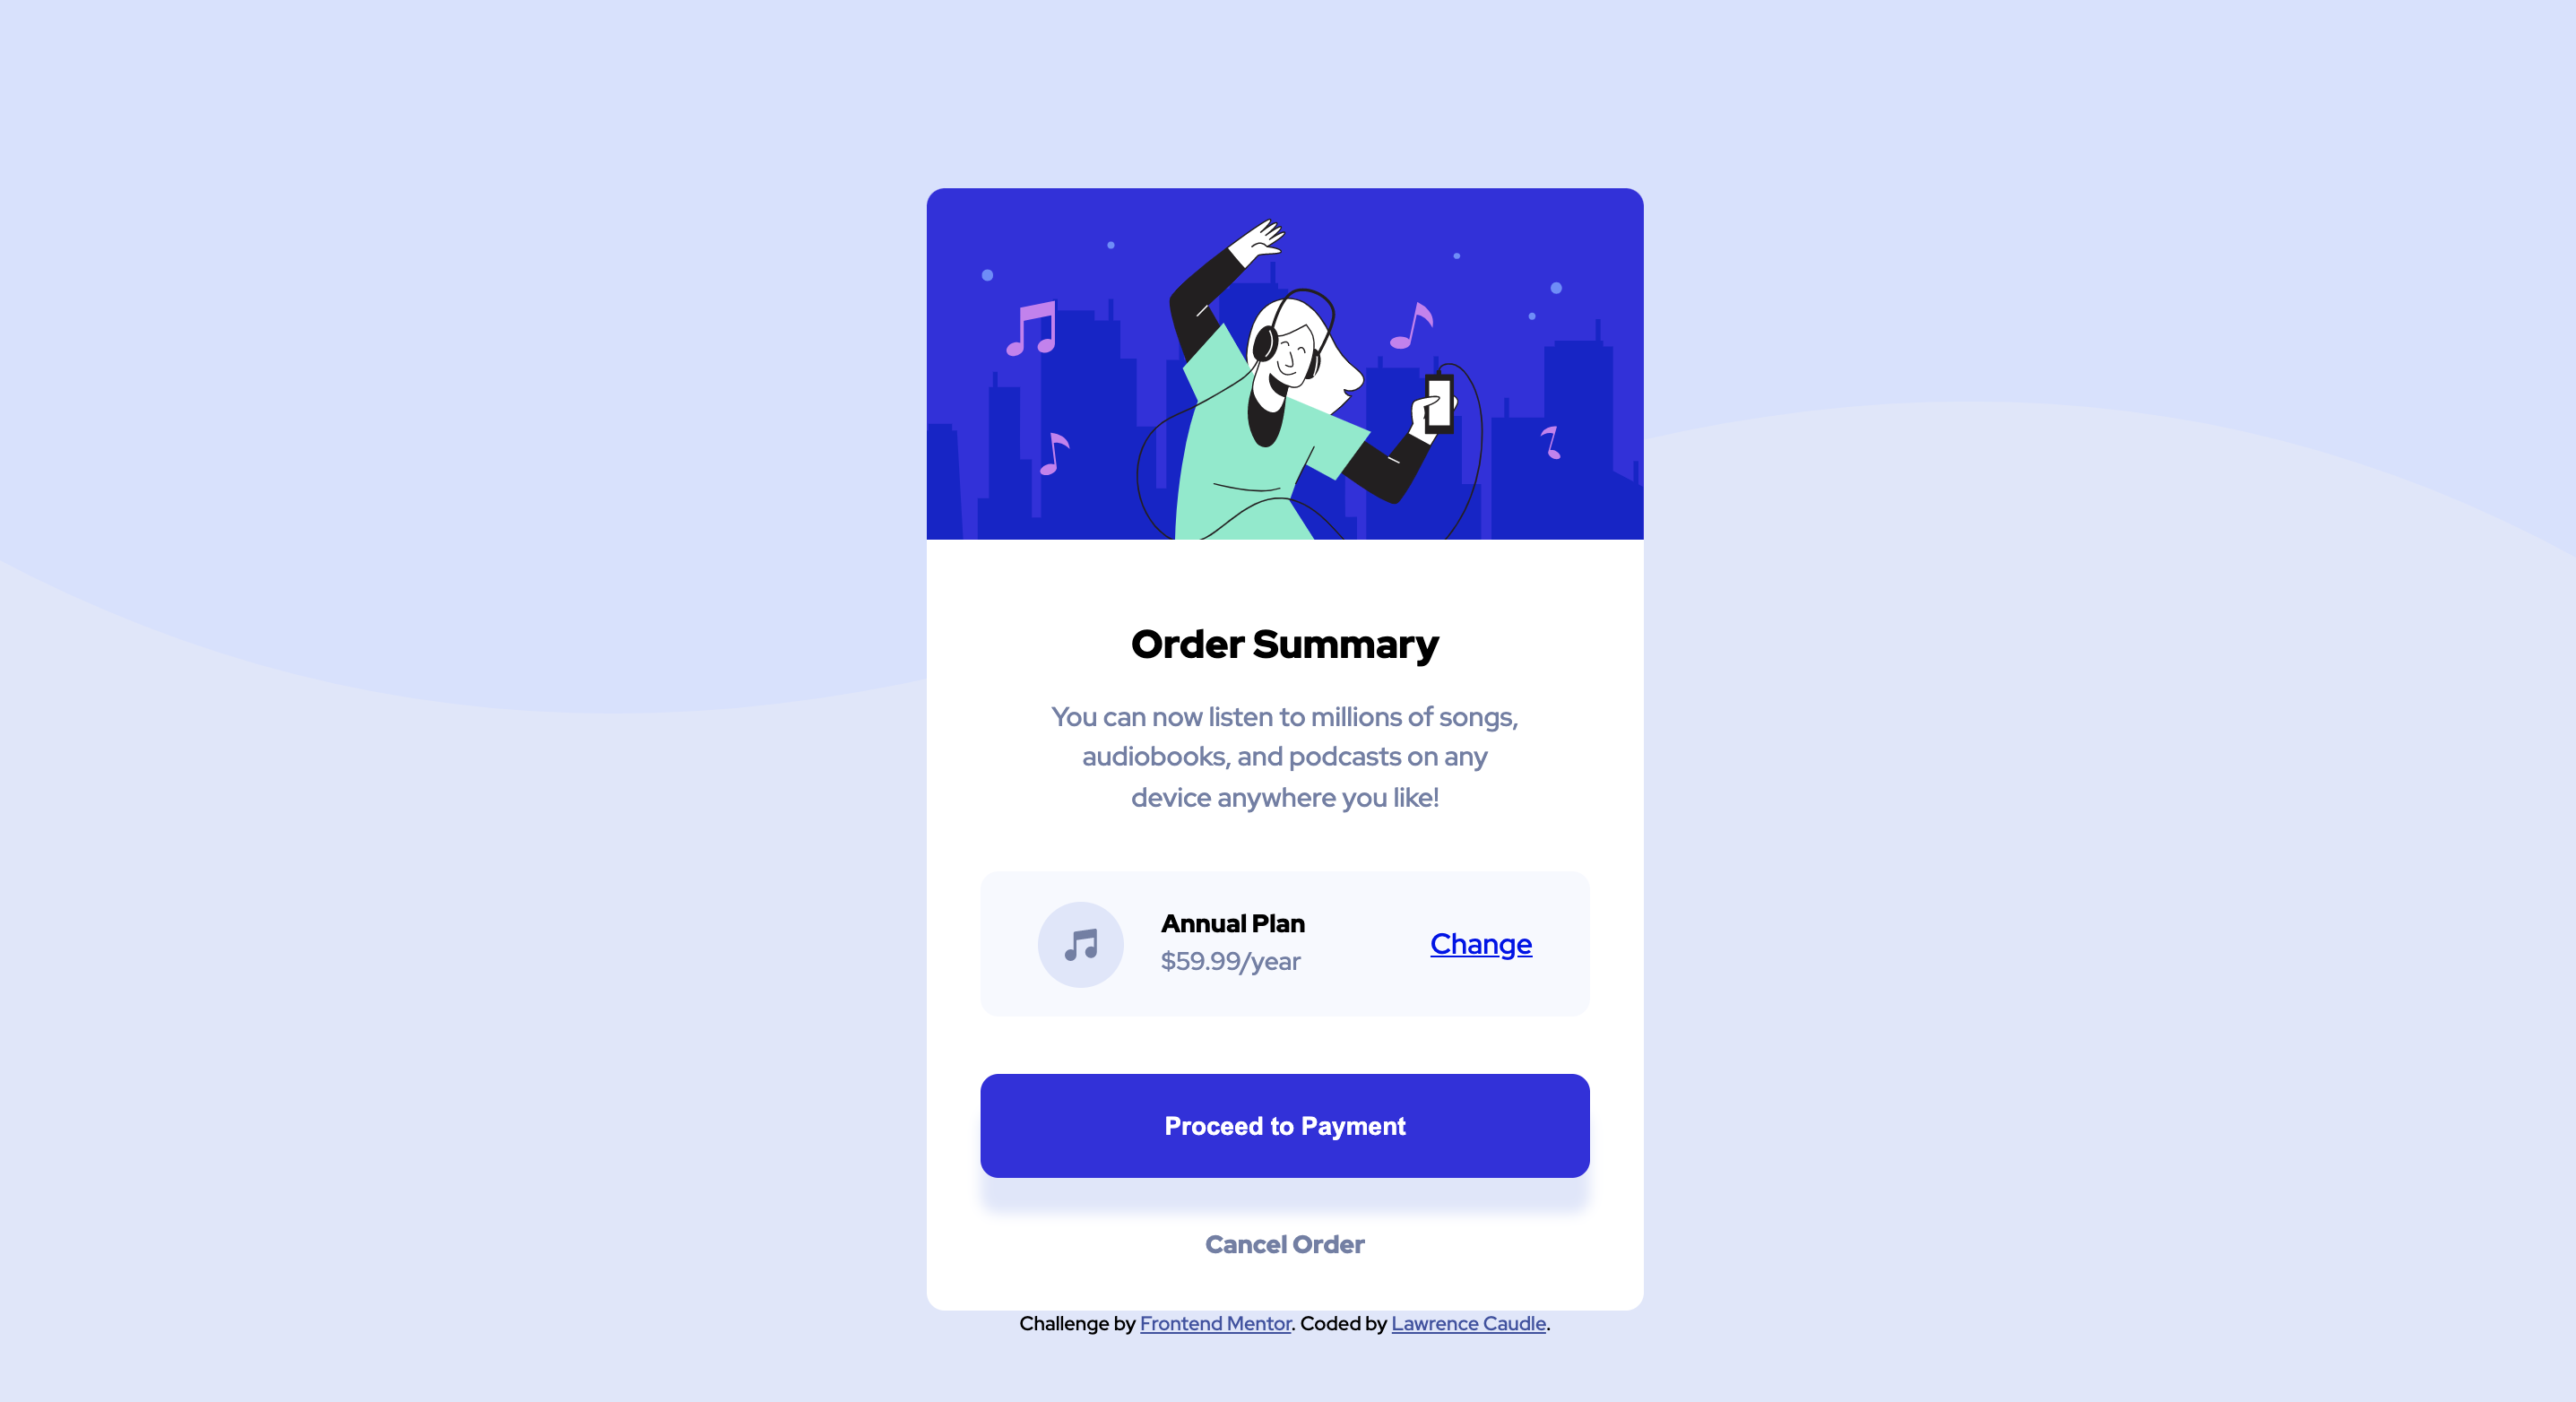 Order Summary
You can now listen to millions of songs,
audiobooks, and podcasts on any
device anywhere you like!
Annual Plan
$59.99/year
Change
Proceed to Payment
Cancel Order
Challenge by Frontend Mentor. Coded by Lawrence Caudle.